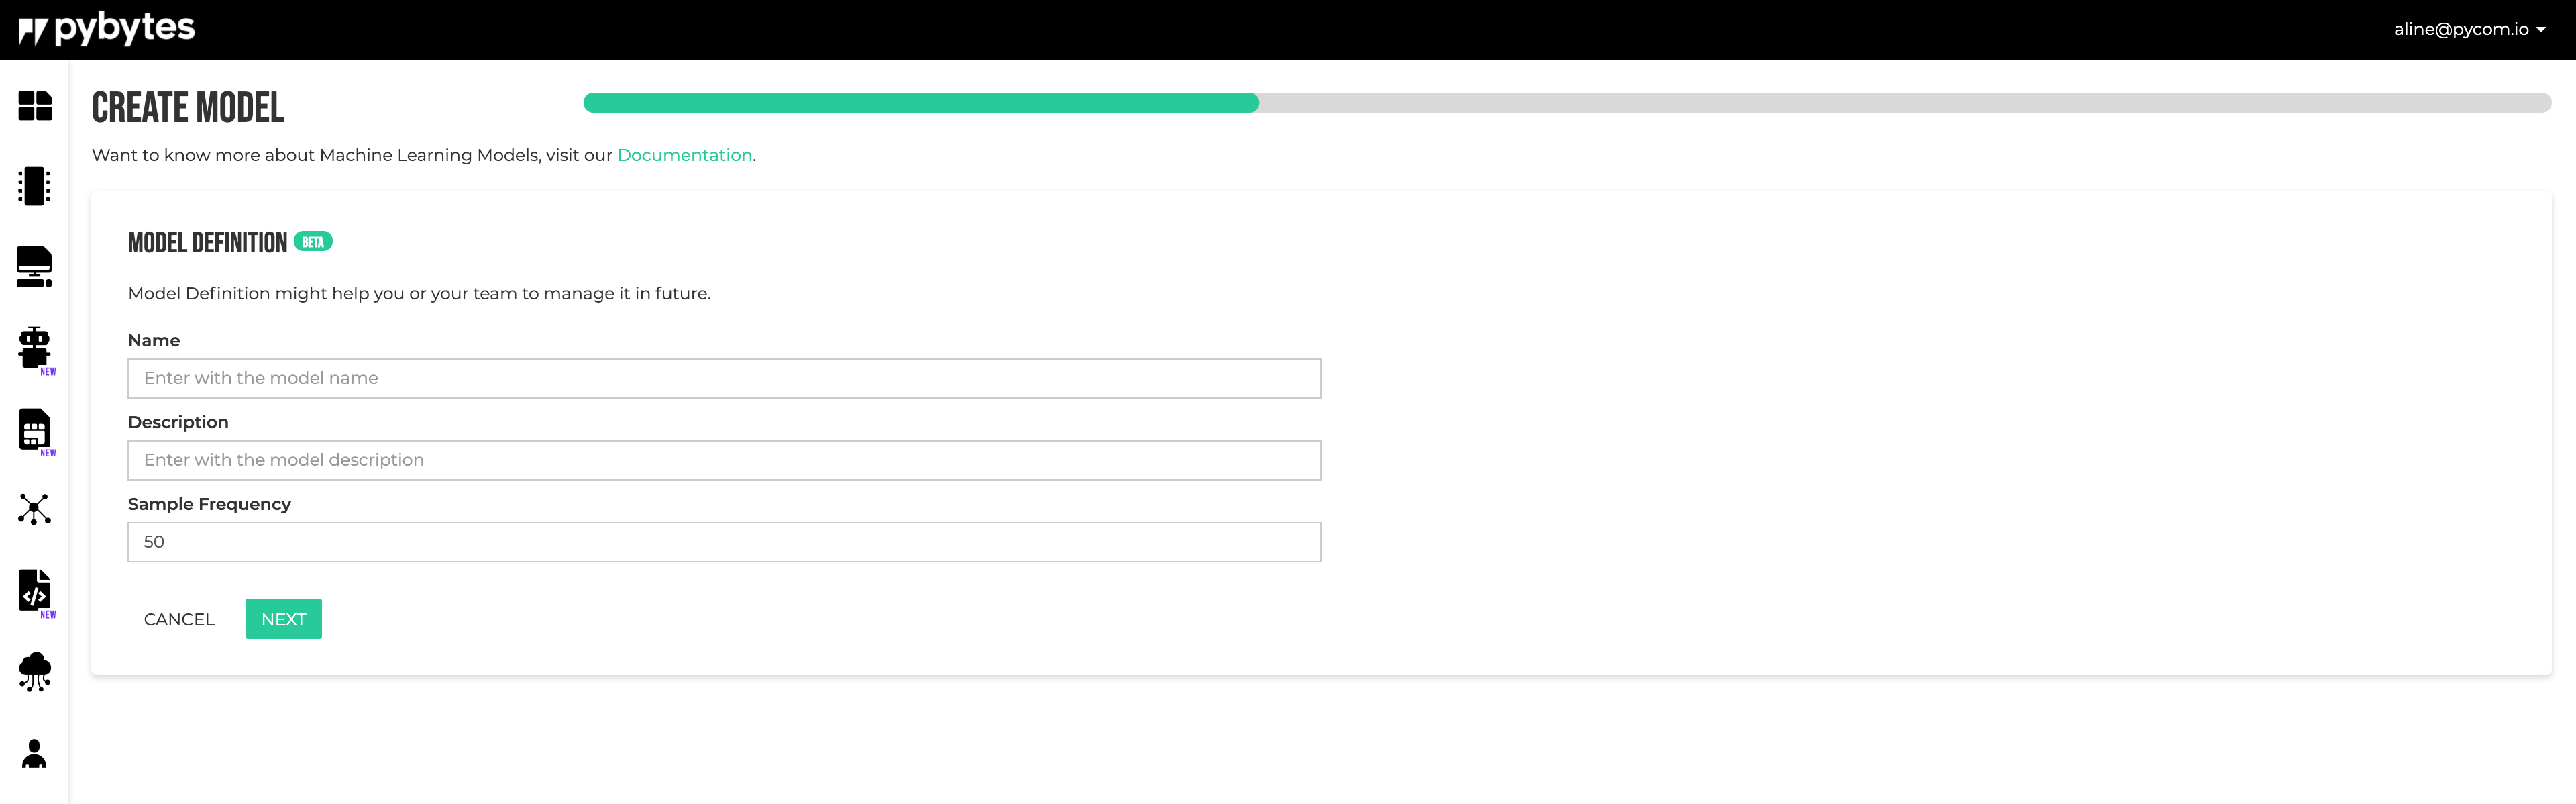 pybytes
aline@pycom.io
CREATE MODEL
Want to know more about Machine Learning Models, visit our Documentation.
MODEL DEFINITION BETA
Model Definition might help you or your team to manage it in future.
Name
Enter with the model name
Description
Enter with the model description
Sample Frequency
50
CANCEL NEXT
NEW
NEW
NEW